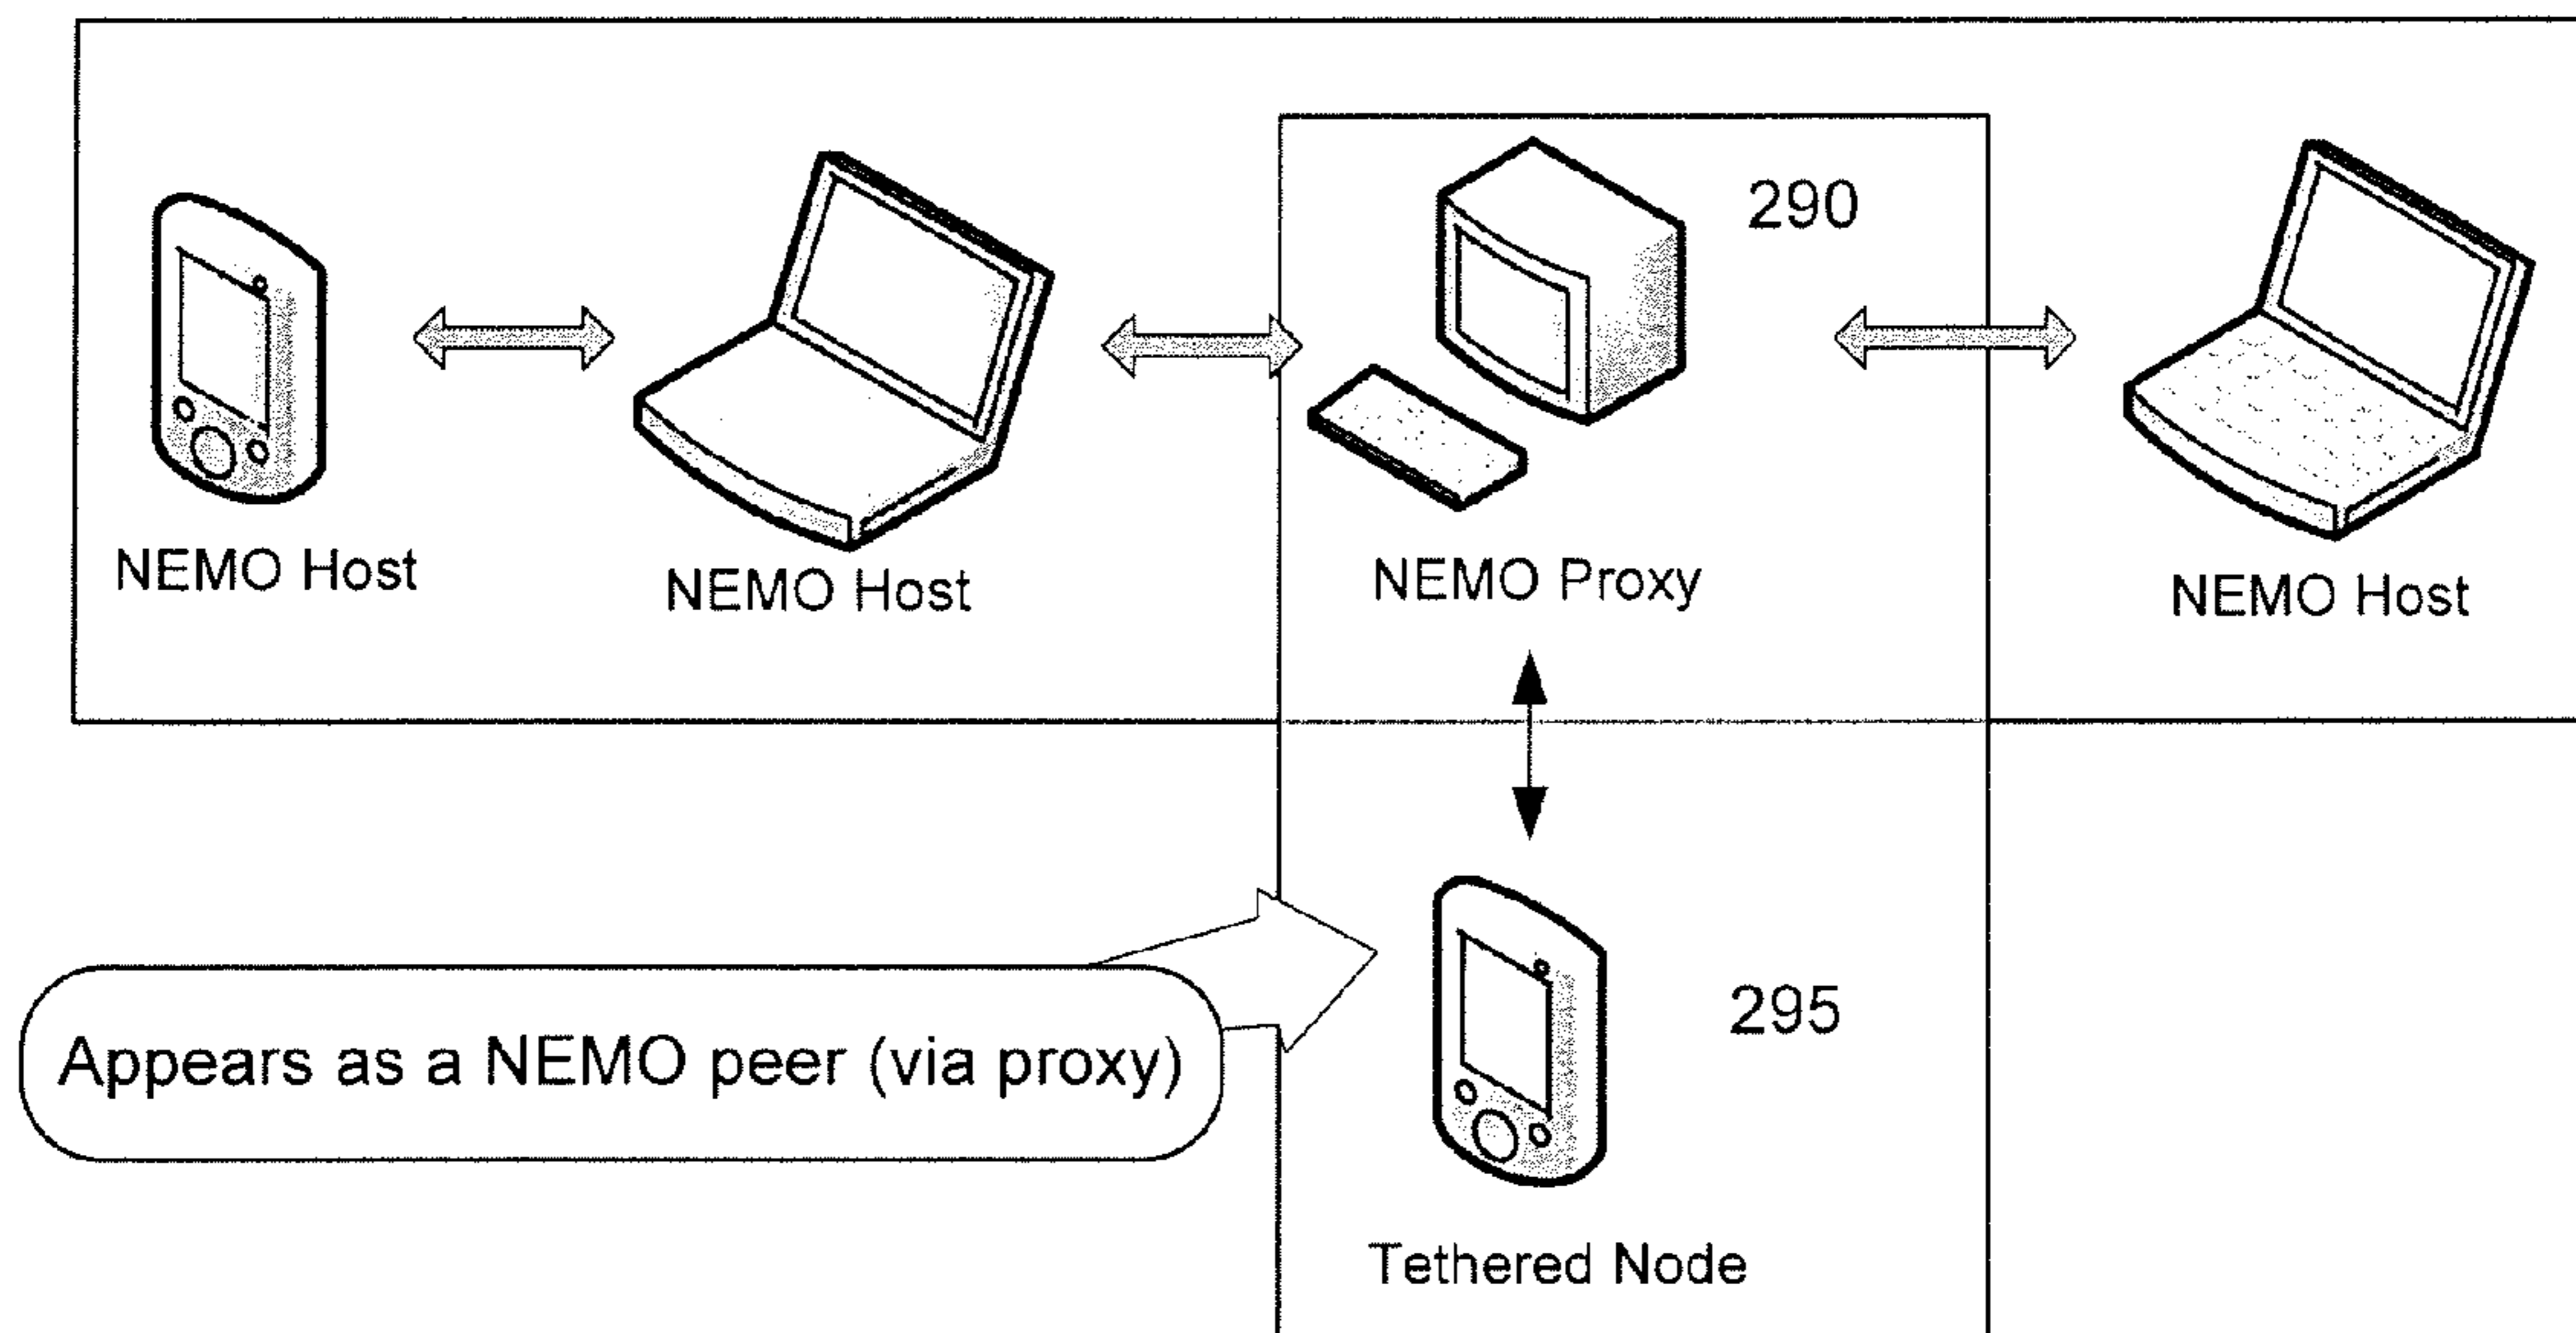 290
NEMO Host
NEMO Host
NEMO Proxy
NEMO Host
Appears as a NEMO peer (via proxy)
295
Tethered Node